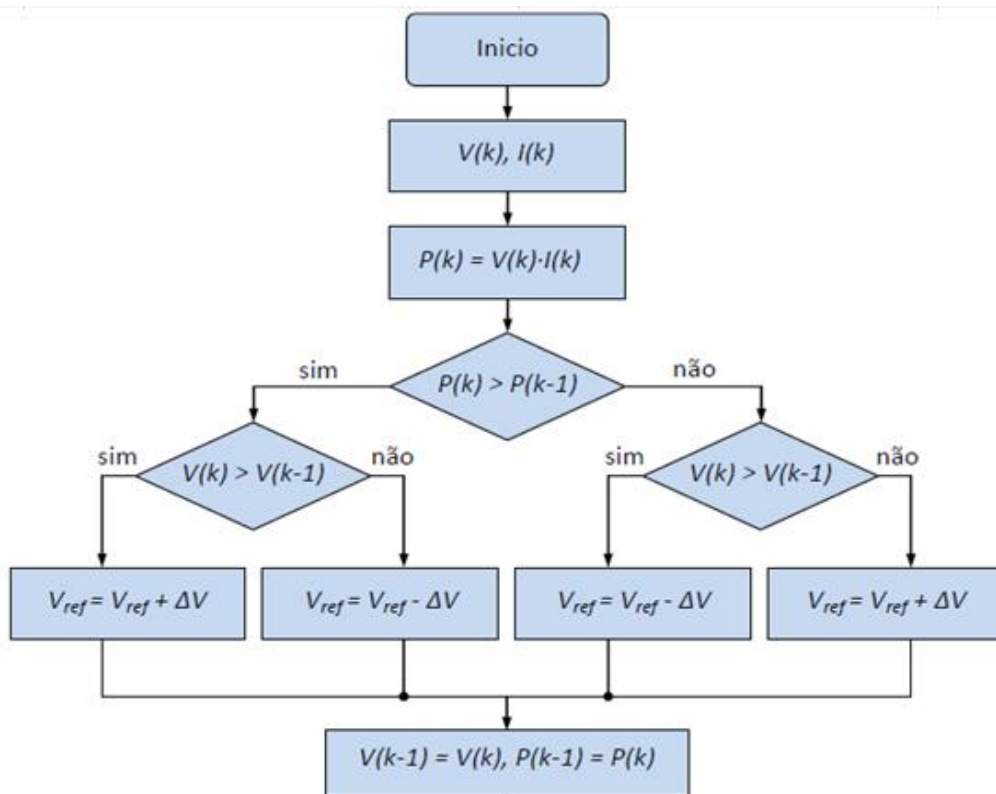 Inicio
V(k), I(k)
P(k) = V(k)·I(k)
sim
P(k) > P(k-1)
não
sim
V(k) > V(k-1)
não
sim
V(k) > V(k-1)
não
Vref = Vref + ΔV
Vref = Vref - ΔV
Vref = Vref - ΔV
Vref = Vref + ΔV
V(k-1) = V(k), P(k-1) = P(k)